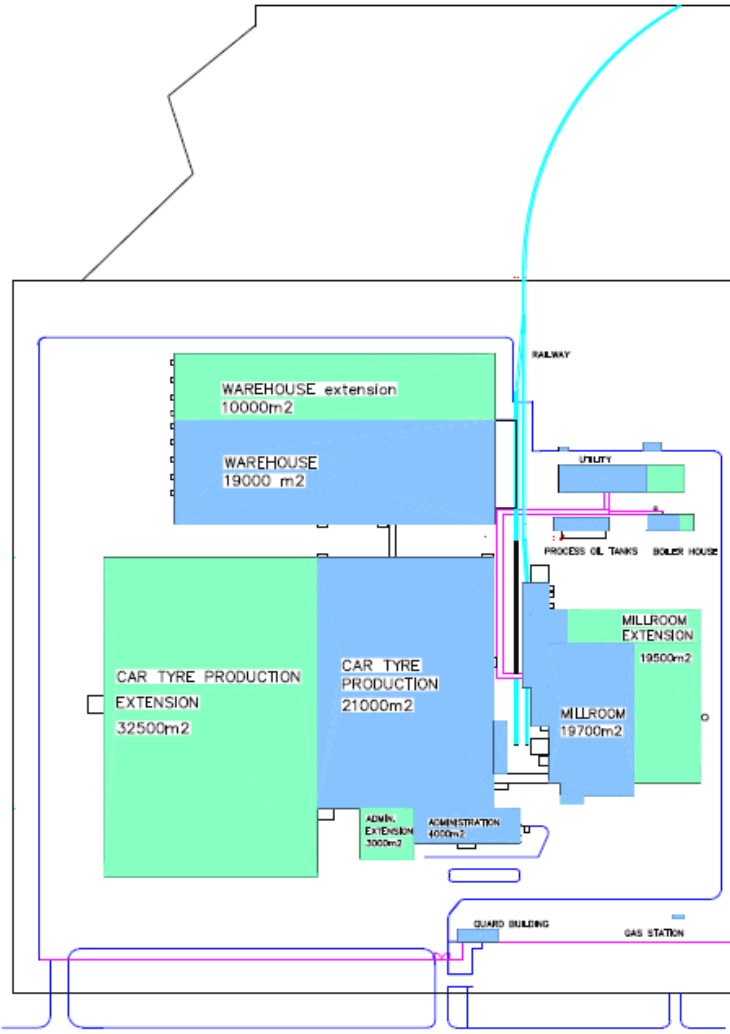 RAILWAY
WAREHOUSE extension
10000m2
WAREHOUSE
19000 m2
UTILITY
PROCESS OIL TANKS
BOILER HOUSE
MILLROOM
EXTENSION
19500m2
CAR TYRE PRODUCTION
EXTENSION
32500m2
CAR TYRE
PRODUCTION
21000m2
MILLROOM
19700m2
ADMIN.
EXTENSION
3000m2
ADMINISTRATION
4000m2
GUARD BUILDING
GAS STATION